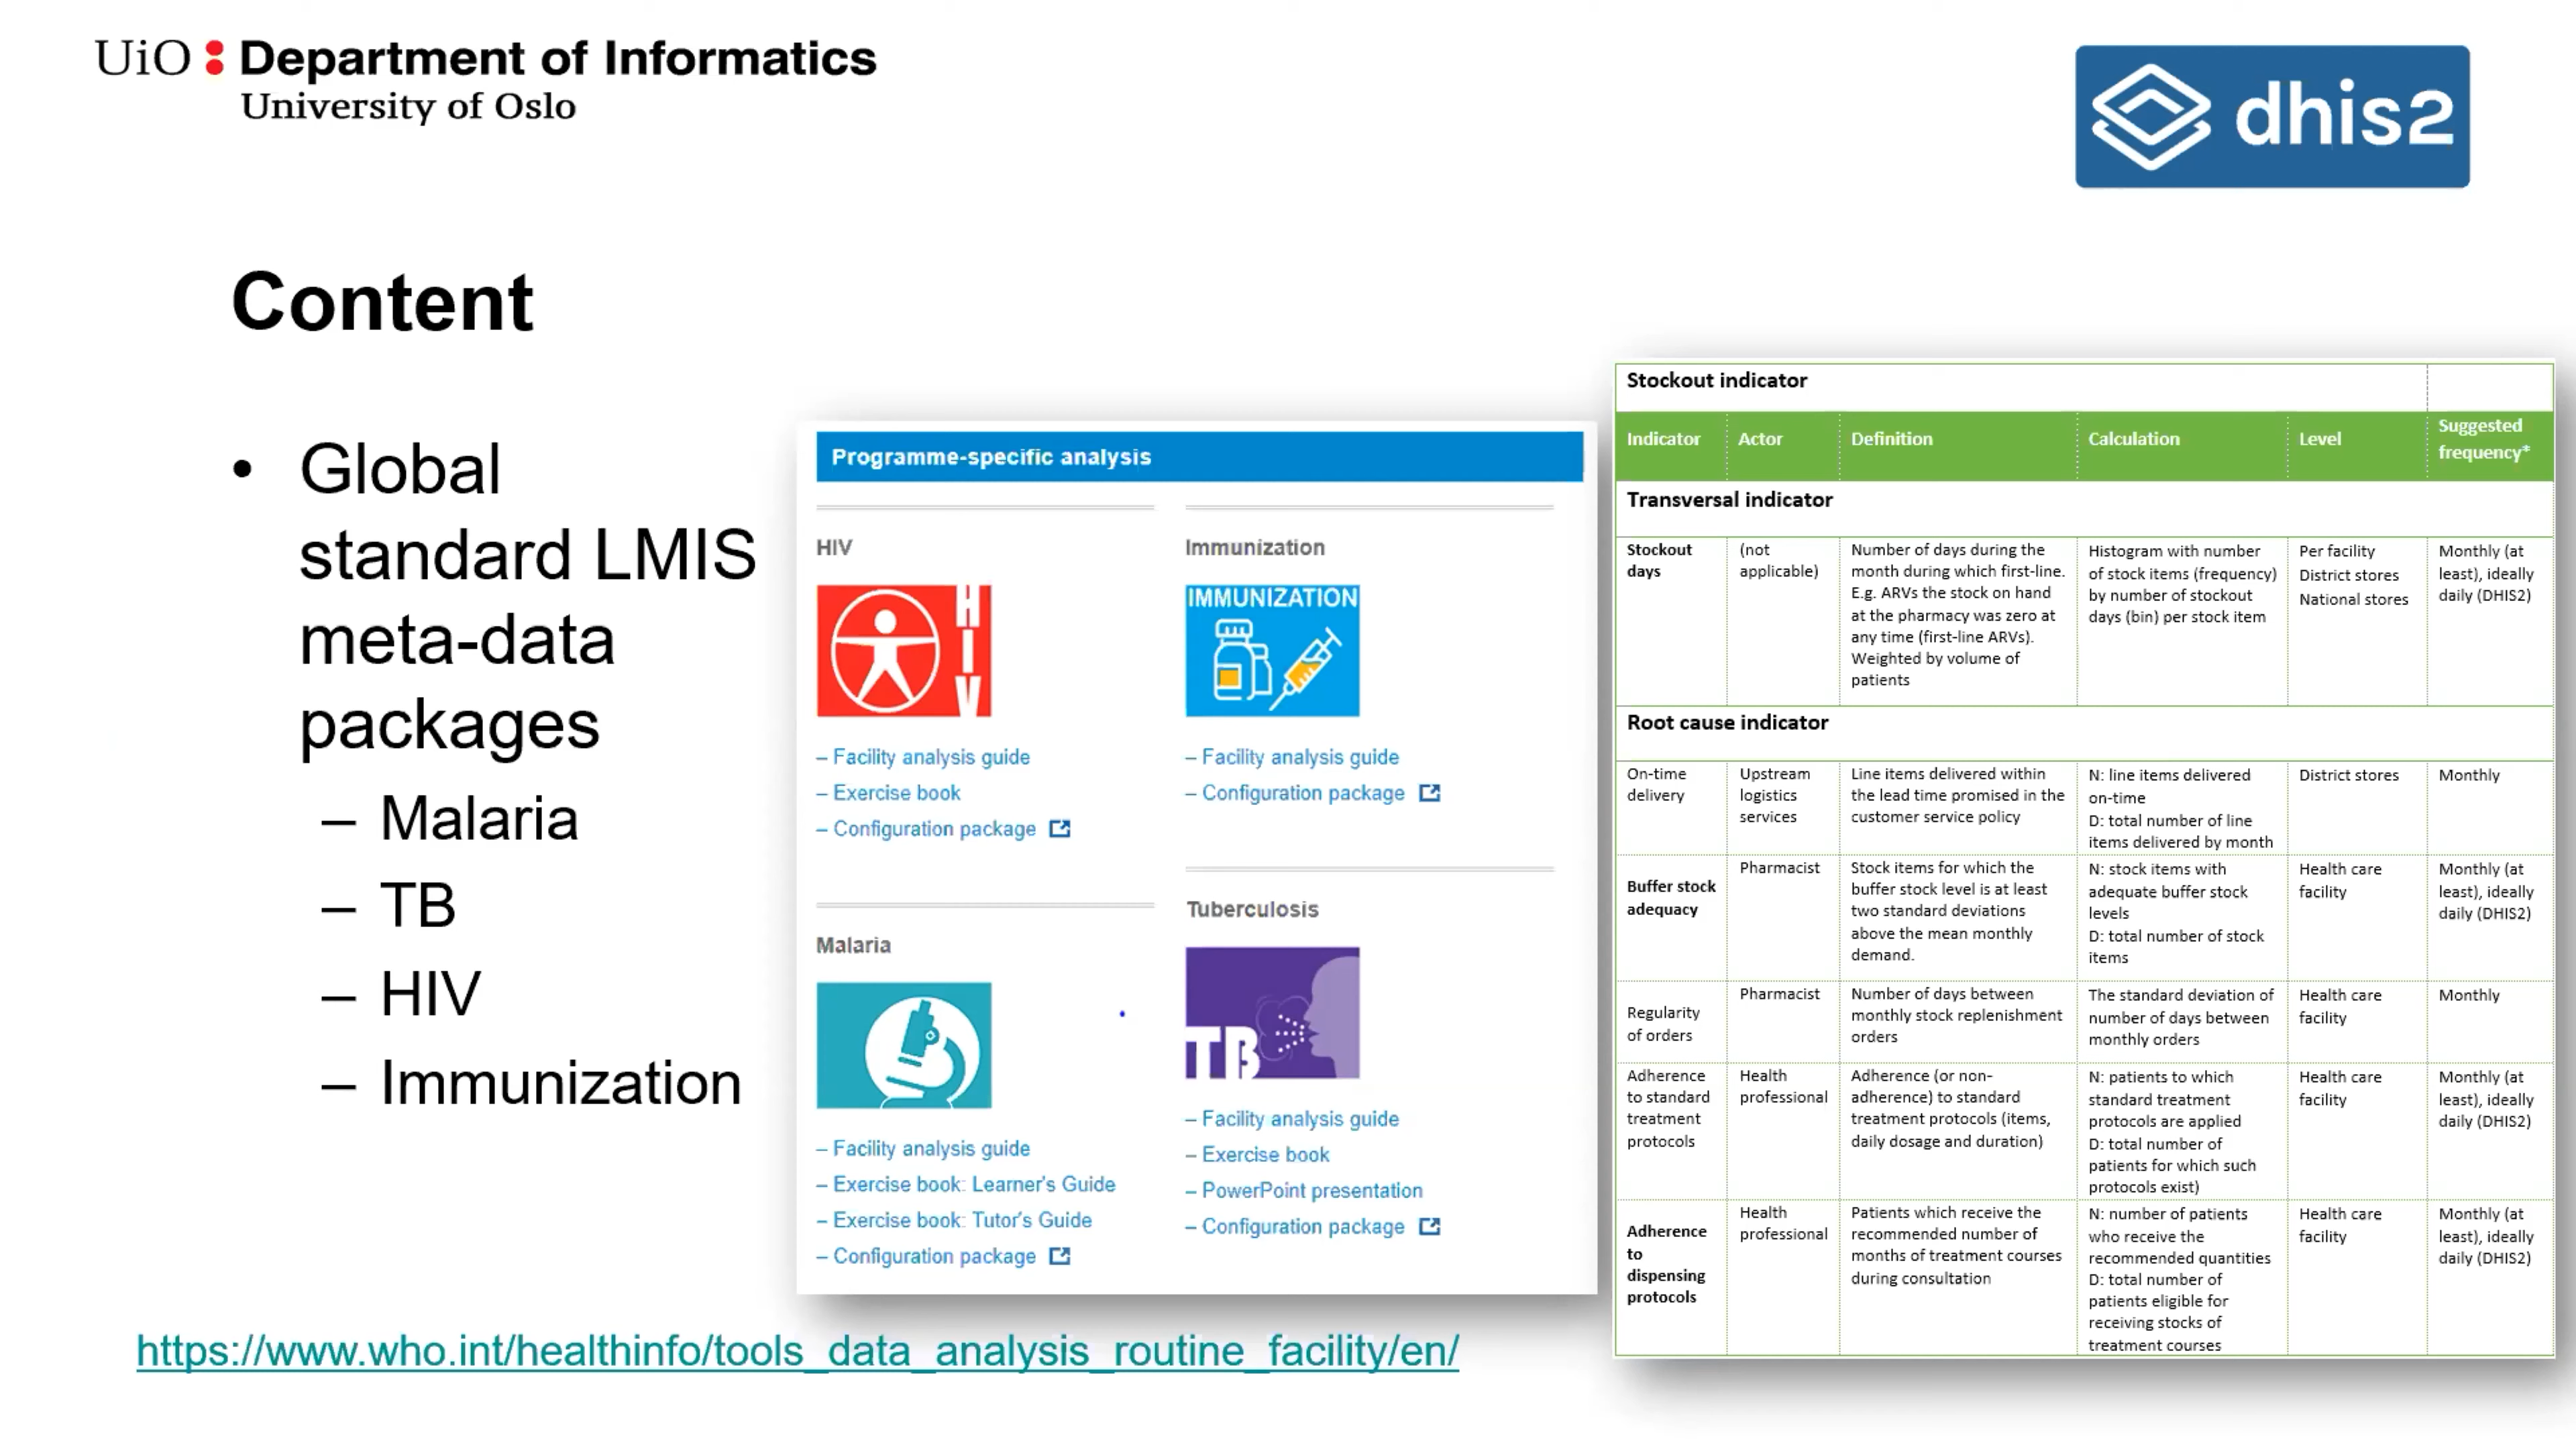 UiO Department of Informatics
University of Oslo
dhis2
Content
• Global
standard LMIS
meta-data
packages
– Malaria
– TB
– HIV
– Immunization
https://www.who.int/healthinfo/tools_data_analysis_routine_facility/en/
Programme-specific analysis
HIV
HIV
– Facility analysis guide
– Exercise book
– Configuration package
Immunization
IMMUNIZATION
– Facility analysis guide
– Configuration package
Malaria
– Facility analysis guide
– Exercise book: Learner's Guide
– Exercise book: Tutor's Guide
– Configuration package
Tuberculosis
TB
– Facility analysis guide
– Exercise book
– PowerPoint presentation
– Configuration package
Stockout indicator
Indicator
Actor
Definition
Calculation
Level
Suggested
frequency*
Transversal indicator
Stockout
days
(not
applicable)
Number of days during the
month during which first-line.
E.g. ARVs the stock on hand
at the pharmacy was zero at
any time (first-line ARVs).
Weighted by volume of
patients
Histogram with number
of stock items (frequency)
by number of stockout
days (bin) per stock item
Per facility
District stores
National stores
Monthly (at
least), ideally
daily (DHIS2)
Root cause indicator
On-time
delivery
Upstream
logistics
services
Line items delivered within
the lead time promised in the
customer service policy
N: line items delivered
on-time
D: total number of line
items delivered by month
District stores
Monthly
Buffer stock
adequacy
Pharmacist
Stock items for which the
buffer stock level is at least
two standard deviations
above the mean monthly
demand.
N: stock items with
adequate buffer stock
levels
D: total number of stock
items
Health care
facility
Monthly (at
least), ideally
daily (DHIS2)
Regularity
of orders
Pharmacist
Number of days between
monthly stock replenishment
orders
The standard deviation of
number of days between
monthly orders
Health care
facility
Monthly
Adherence
to standard
treatment
protocols
Health
professional
Adherence (or non-
adherence) to standard
treatment protocols (items,
daily dosage and duration)
N: patients to which
standard treatment
protocols are applied
D: total number of
patients for which such
protocols exist)
Health care
facility
Monthly (at
least), ideally
daily (DHIS2)
Adherence
to
dispensing
protocols
Health
professional
Patients which receive the
recommended number of
months of treatment courses
during consultation
N: number of patients
who receive the
recommended quantities
D: total number of
patients eligible for
receiving stocks of
treatment courses
Health care
facility
Monthly (at
least), ideally
daily (DHIS2)